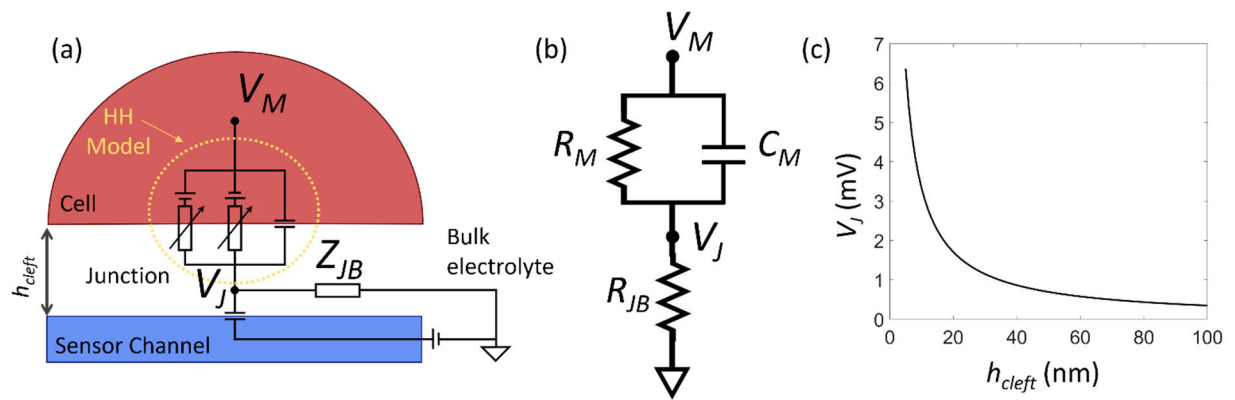 (a)
V_M
HH
Model
Cell
h_cleft
Junction
V_J
Z_JB
Bulk
electrolyte
Sensor Channel
(b)
V_M
R_M
C_M
V_J
R_JB
(c)
V_J (mV)
7
6
5
4
3
2
1
0
0 20 40 60 80 100
h_cleft (nm)